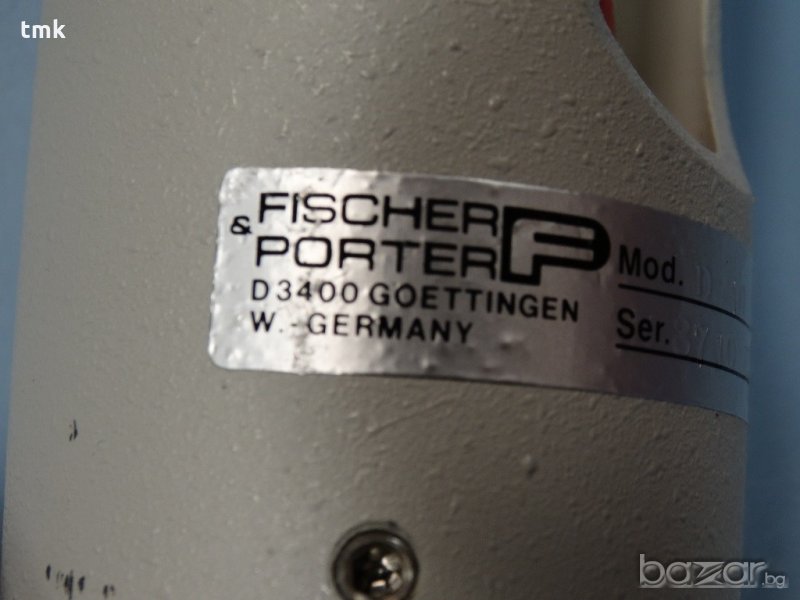 tmk
FISCHER
& PORTER
D3400 GOETTINGEN
W.-GERMANY
Mod.
Ser.
bazar.bg